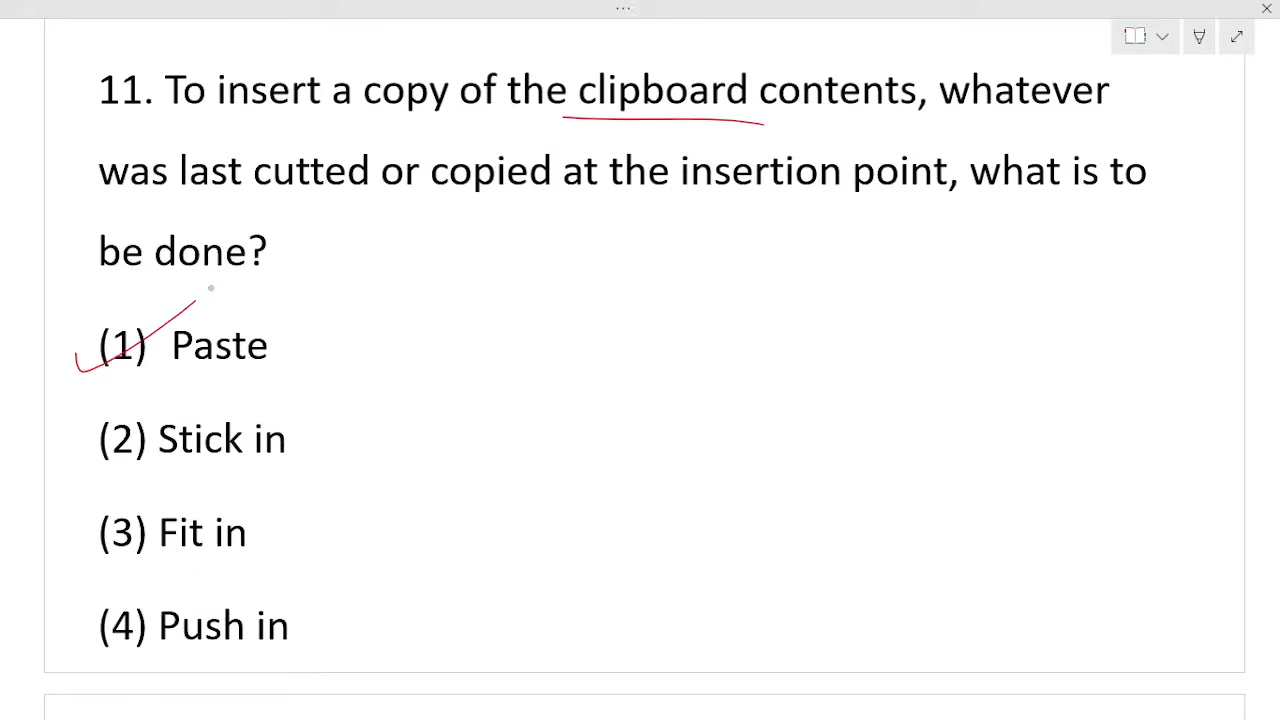 11. To insert a copy of the clipboard contents, whatever
was last cutted or copied at the insertion point, what is to
be done?
(1) Paste
(2) Stick in
(3) Fit in
(4) Push in